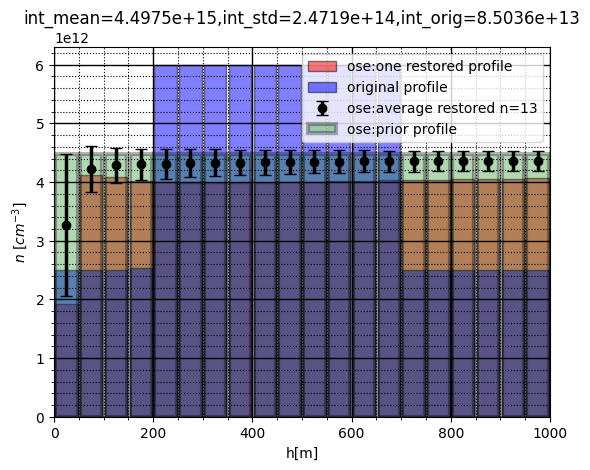 int_mean=4.4975e+15,int_std=2.4719e+14,int_orig=8.5036e+13
1e12
ose:one restored profile
original profile
ose:average restored n=13
ose:prior profile
6
5
4
3
2
1
0
n [cm⁻³]
0 200 400 600 800 1000
h[m]